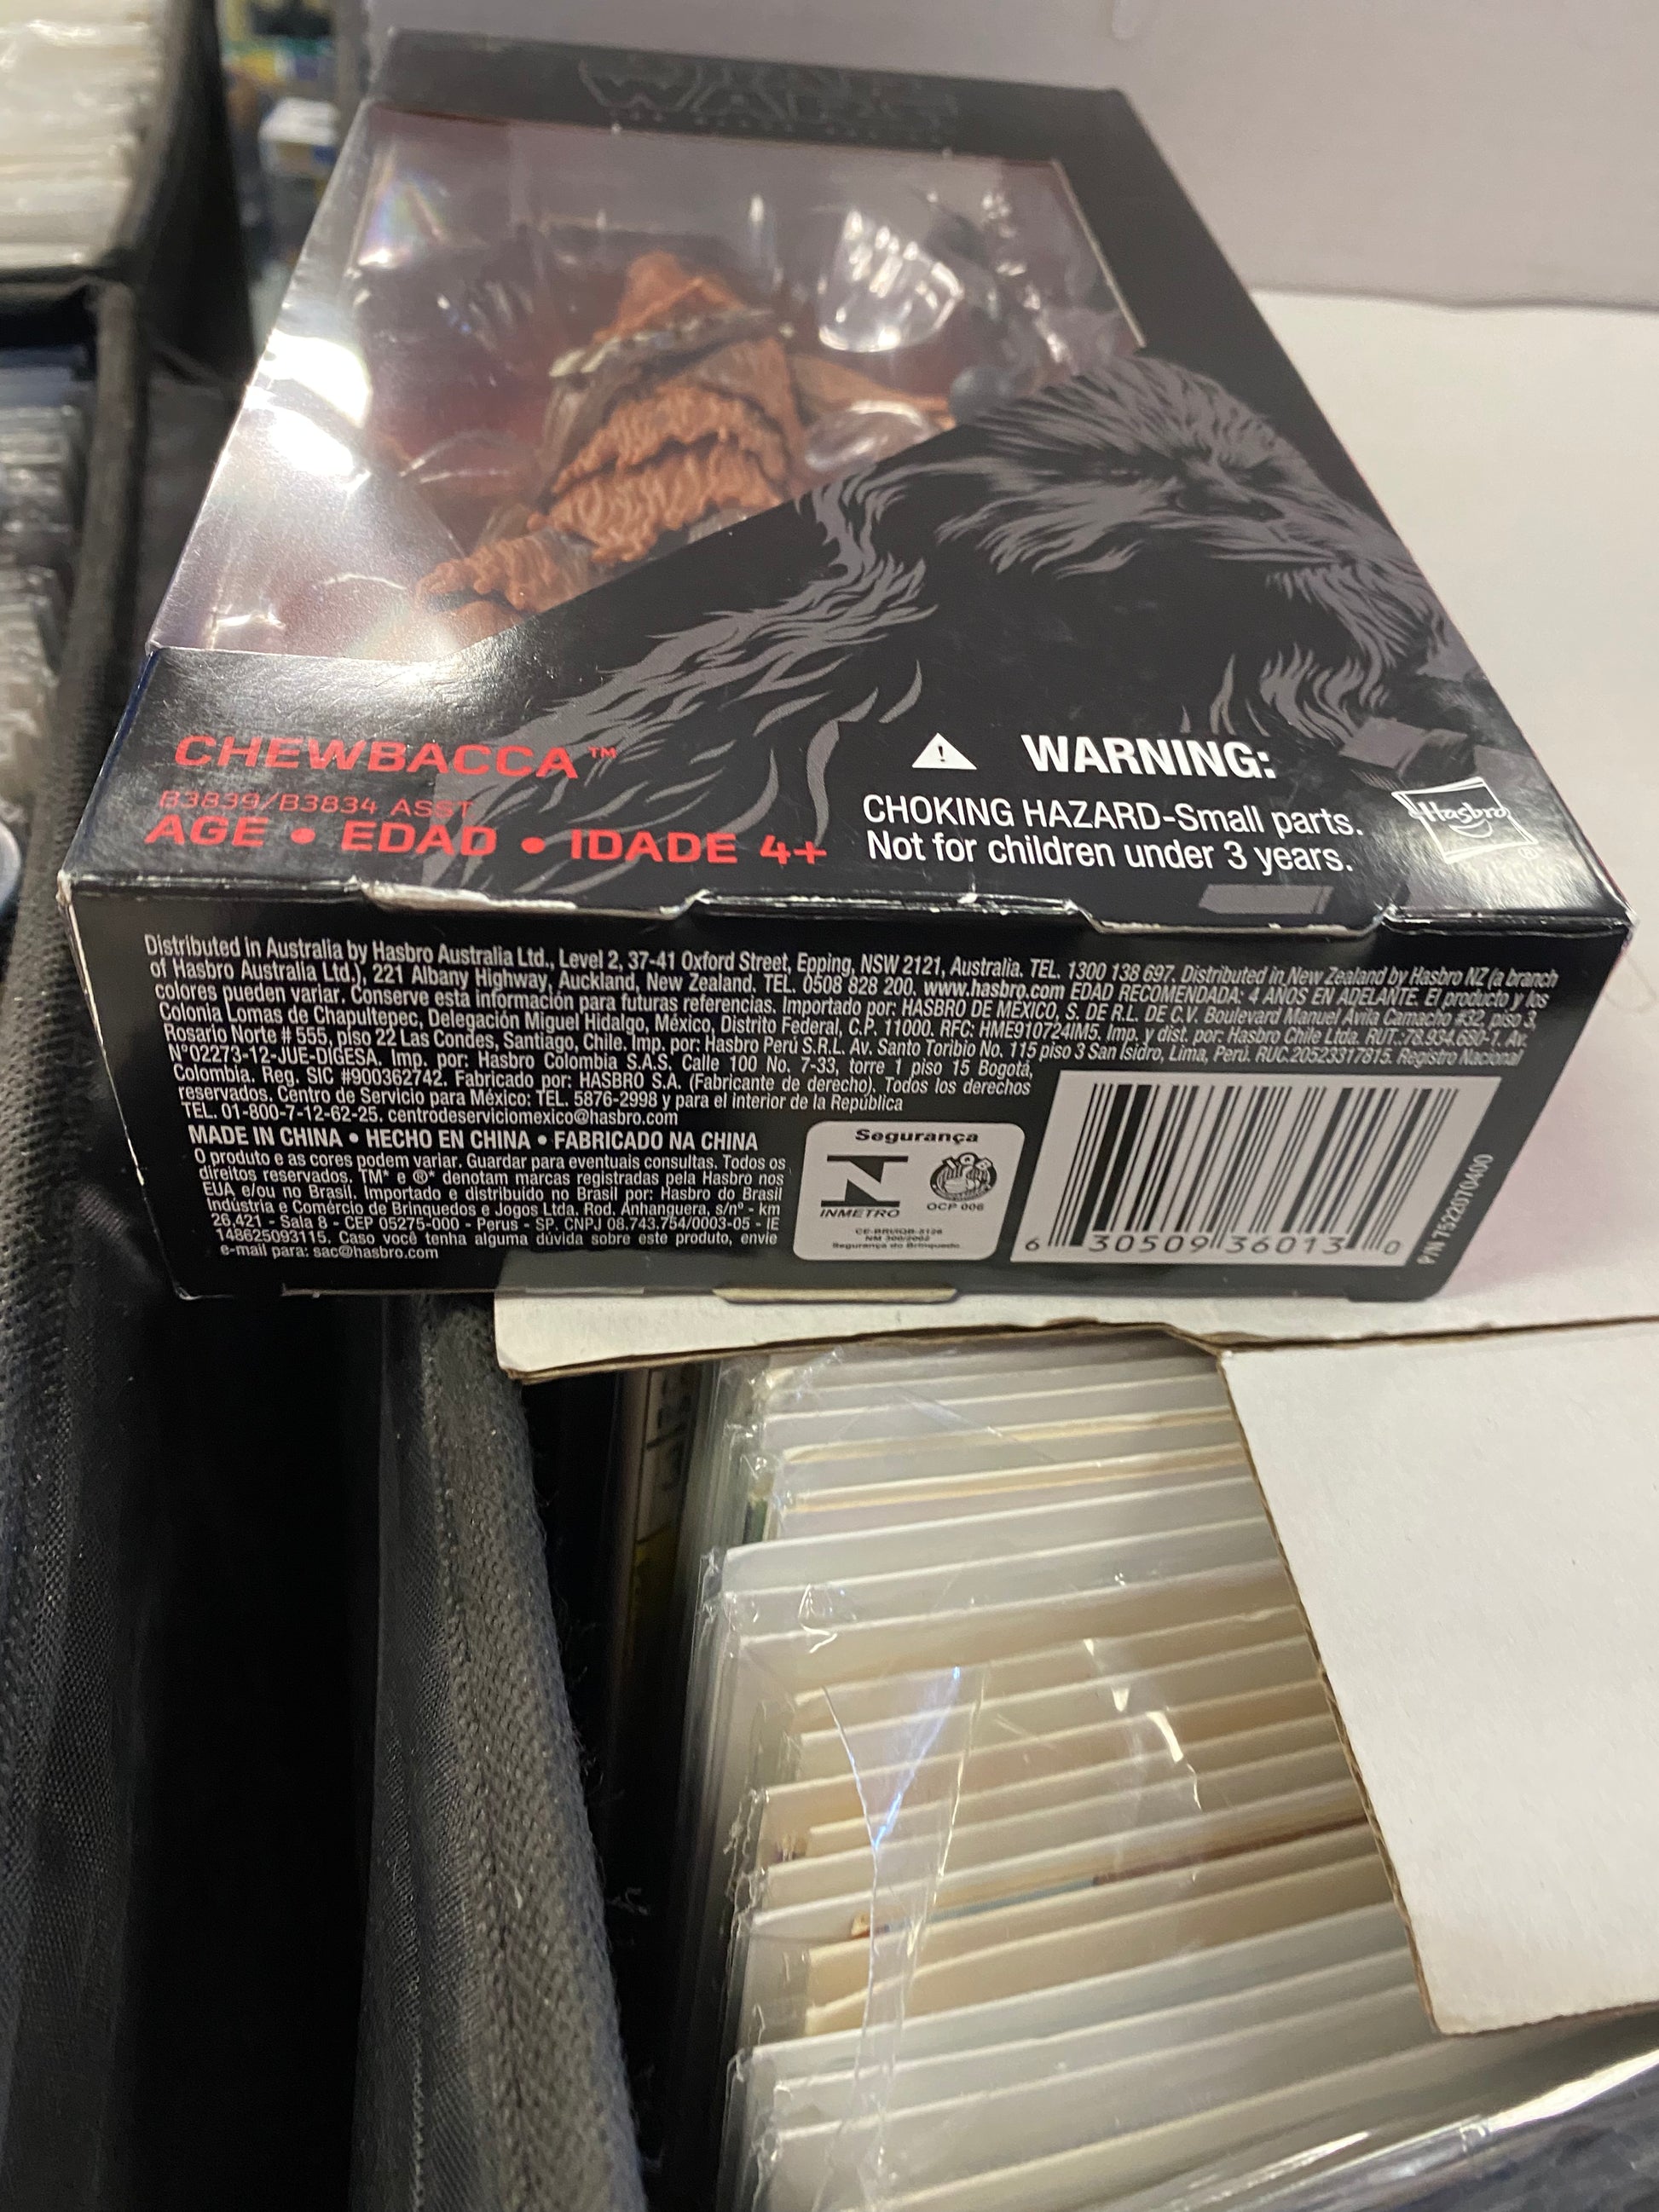 WARS
CHEWBACCA™
B3839/B3834 ASST
AGE • EDAD • IDADE 4+
WARNING:
CHOKING HAZARD-Small parts.
Not for children under 3 years.
Hasbro
Distributed in Australia by Hasbro Australia Ltd., Level 2, 37-41 Oxford Street, Epping, NSW 2121, Australia. TEL. 1300 138 697. Distributed in New Zealand by Hasbro NZ (a branch
of Hasbro Australia Ltd.), 221 Albany Highway, Auckland, New Zealand. TEL. 0508 828 200. www.hasbro.com EDAD RECOMENDADA: 4 AÑOS EN ADELANTE. El producto y los
colores pueden variar. Conserve esta información para futuras referencias. Importado por: HASBRO DE MEXICO, S. DE R.L. DE C.V. Boulevard Manuel Avila Camacho #32, piso 3,
Colonia Lomas de Chapultepec, Delegación Miguel Hidalgo, México, Distrito Federal, C.P. 11000. RFC: HME910724IM5. Imp. y dist. por: Hasbro Chile Ltda. RUT.:78.934.680-1. Av.
Rosario Norte # 555, piso 22 Las Condes, Santiago, Chile. Imp. por: Hasbro Perú S.R.L. Av. Santo Toribio No. 115 piso 3 San Isidro, Lima, Perú. RUC.20523317815. Registro Nacional
N°02273-12-JUE-DIGESA. Imp. por: Hasbro Colombia S.A.S. Calle 100 No. 7-33, torre 1 piso 15 Bogotá,
Colombia. Reg. SIC #900362742. Fabricado por: HASBRO S.A. (Fabricante de derecho). Todos los derechos
reservados. Centro de Servicio para México: TEL. 5876-2998 y para el interior de la República
TEL. 01-800-7-12-62-25, centrodeserviciomexico@hasbro.com
MADE IN CHINA • HECHO EN CHINA • FABRICADO NA CHINA
O produto e as cores podem variar. Guardar para eventuais consultas. Todos os
direitos reservados. TM* e ®* denotam marcas registradas pela Hasbro nos
EUA e/ou no Brasil. Importado e distribuído no Brasil por: Hasbro do Brasil
Indústria e Comércio de Brinquedos e Jogos Ltda. Rod. Anhanguera, s/nº - km
26,421 - Sala 8 - CEP 05275-000 - Perus - SP. CNPJ 08.743.754/0003-05 - IE
148625093115. Caso você tenha alguma dúvida sobre este produto, envie
e-mail para: sac@hasbro.com
Segurança
INMETRO
OCP 006
NM 300/2002
Segurança do Brinquedo
6 30509 36013 0
P/N 7522070400